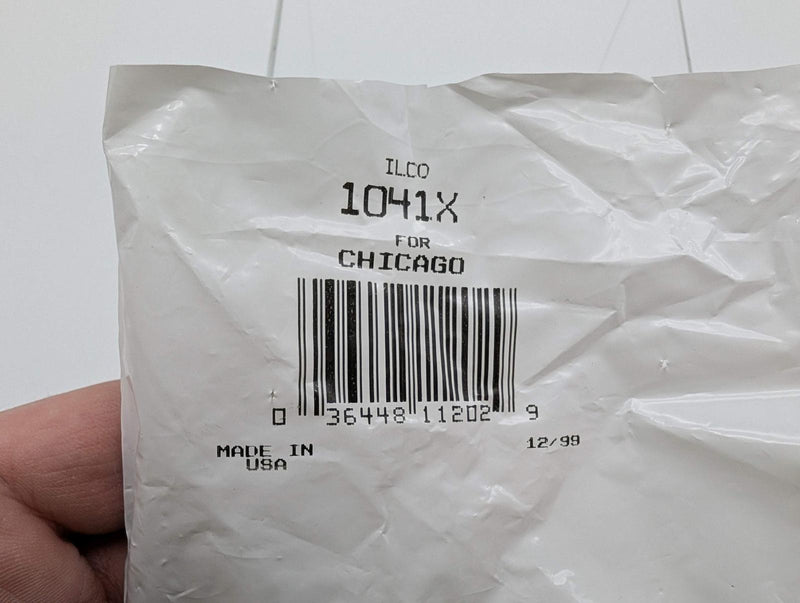 ILCO
1041X
FOR
CHICAGO
0 36448 11202 9
MADE IN
USA
12/99